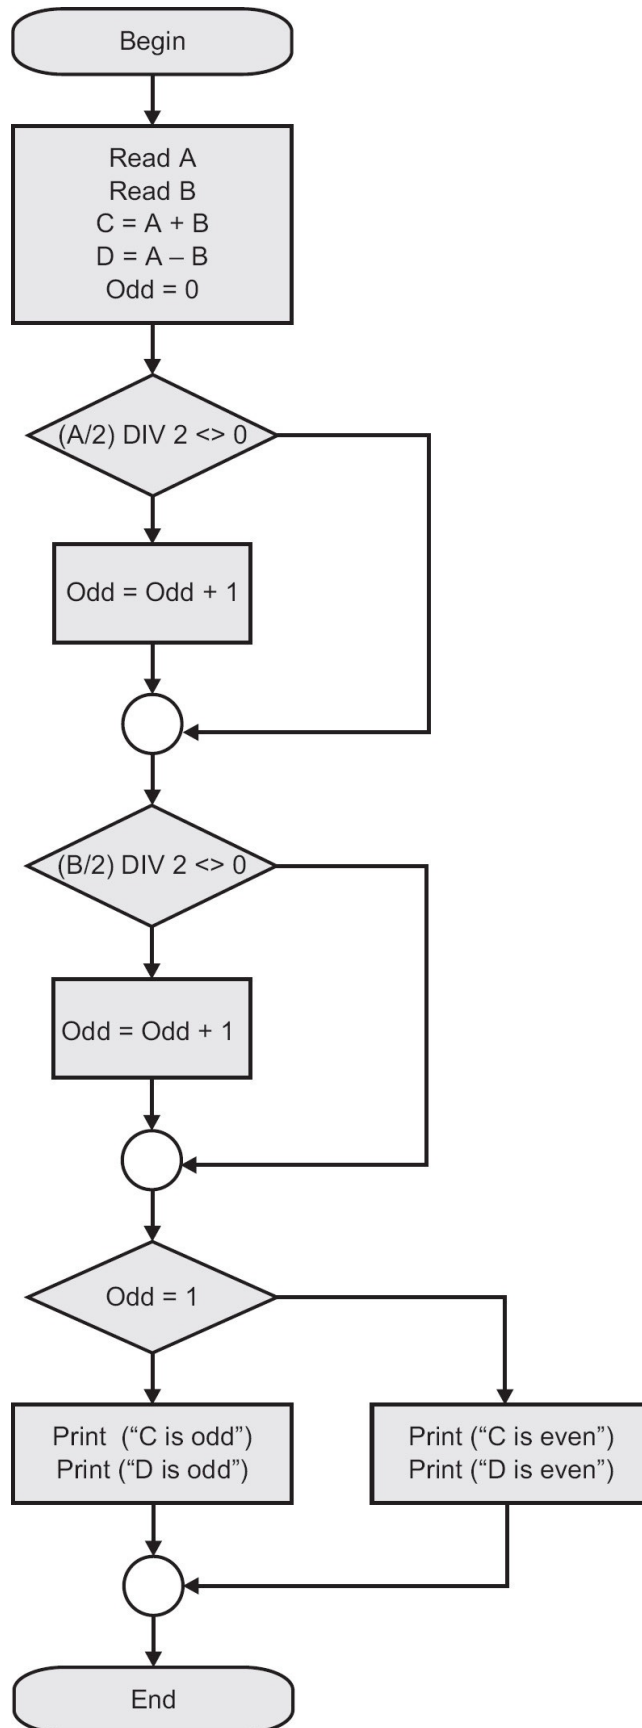 Begin
Read A
Read B
C = A + B
D = A – B
Odd = 0
(A/2) DIV 2 <> 0
Odd = Odd + 1
(B/2) DIV 2 <> 0
Odd = Odd + 1
Odd = 1
Print (“C is odd”)
Print (“D is odd”)
Print (“C is even”)
Print (“D is even”)
End